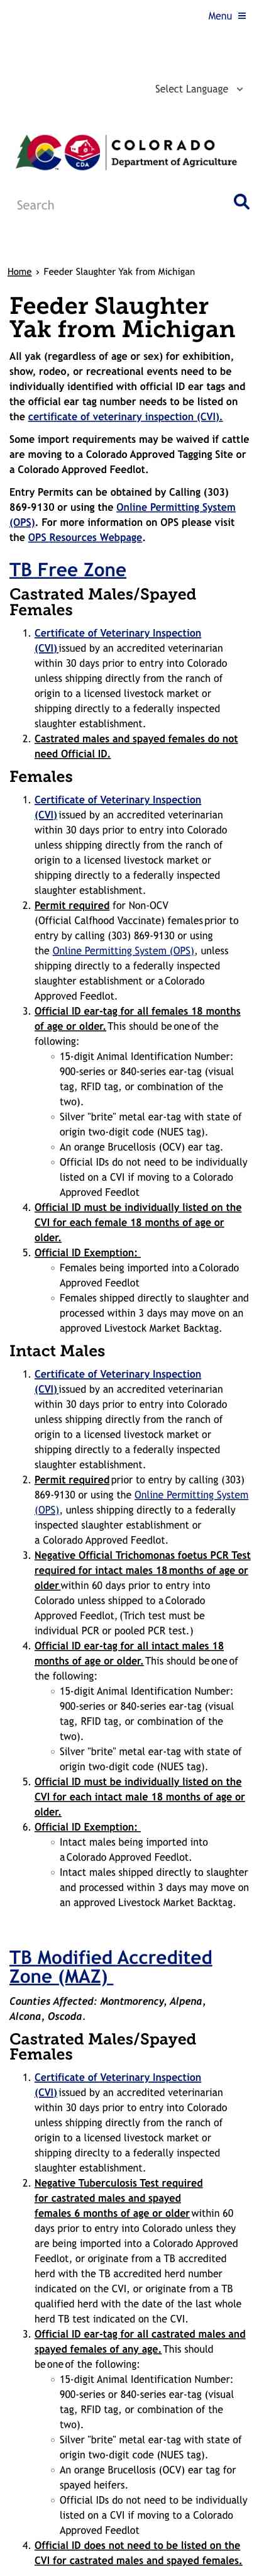 Menu
Select Language
COLORADO
Department of Agriculture
CO
CDA
Search
Home › Feeder Slaughter Yak from Michigan
Feeder Slaughter
Yak from Michigan
All yak (regardless of age or sex) for exhibition,
show, rodeo, or recreational events need to be
individually identified with official ID ear tags and
the official ear tag number needs to be listed on
the certificate of veterinary inspection (CVI).
Some import requirements may be waived if cattle
are moving to a Colorado Approved Tagging Site or
a Colorado Approved Feedlot.
Entry Permits can be obtained by Calling (303)
869-9130 or using the Online Permitting System
(OPS). For more information on OPS please visit
the OPS Resources Webpage.
TB Free Zone
Castrated Males/Spayed
Females
1. Certificate of Veterinary Inspection
(CVI) issued by an accredited veterinarian
within 30 days prior to entry into Colorado
unless shipping directly from the ranch of
origin to a licensed livestock market or
shipping directly to a federally inspected
slaughter establishment.
2. Castrated males and spayed females do not
need Official ID.
Females
1. Certificate of Veterinary Inspection
(CVI) issued by an accredited veterinarian
within 30 days prior to entry into Colorado
unless shipping directly from the ranch of
origin to a licensed livestock market or
shipping directly to a federally inspected
slaughter establishment.
2. Permit required for Non-OCV
(Official Calfhood Vaccinate) females prior to
entry by calling (303) 869-9130 or using
the Online Permitting System (OPS), unless
shipping directly to a federally inspected
slaughter establishment or a Colorado
Approved Feedlot.
3. Official ID ear-tag for all females 18 months
of age or older. This should be one of the
following:
◦ 15-digit Animal Identification Number:
900-series or 840-series ear-tag (visual
tag, RFID tag, or combination of the
two).
◦ Silver "brite" metal ear-tag with state of
origin two-digit code (NUES tag).
◦ An orange Brucellosis (OCV) ear tag.
◦ Official IDs do not need to be individually
listed on a CVI if moving to a Colorado
Approved Feedlot
4. Official ID must be individually listed on the
CVI for each female 18 months of age or
older.
5. Official ID Exemption:
◦ Females being imported into a Colorado
Approved Feedlot
◦ Females shipped directly to slaughter and
processed within 3 days may move on an
approved Livestock Market Backtag.
Intact Males
1. Certificate of Veterinary Inspection
(CVI) issued by an accredited veterinarian
within 30 days prior to entry into Colorado
unless shipping directly from the ranch of
origin to a licensed livestock market or
shipping directly to a federally inspected
slaughter establishment.
2. Permit required prior to entry by calling (303)
869-9130 or using the Online Permitting System
(OPS), unless shipping directly to a federally
inspected slaughter establishment or
a Colorado Approved Feedlot.
3. Negative Official Trichomonas foetus PCR Test
required for intact males 18 months of age or
older within 60 days prior to entry into
Colorado unless shipped to a Colorado
Approved Feedlot, (Trich test must be
individual PCR or pooled PCR test.)
4. Official ID ear-tag for all intact males 18
months of age or older. This should be one of
the following:
◦ 15-digit Animal Identification Number:
900-series or 840-series ear-tag (visual
tag, RFID tag, or combination of the
two).
◦ Silver "brite" metal ear-tag with state of
origin two-digit code (NUES tag).
5. Official ID must be individually listed on the
CVI for each intact male 18 months of age or
older.
6. Official ID Exemption:
◦ Intact males being imported into
a Colorado Approved Feedlot.
◦ Intact males shipped directly to slaughter
and processed within 3 days may move on
an approved Livestock Market Backtag.
TB Modified Accredited
Zone (MAZ)
Counties Affected: Montmorency, Alpena,
Alcona, Oscoda.
Castrated Males/Spayed
Females
1. Certificate of Veterinary Inspection
(CVI) issued by an accredited veterinarian
within 30 days prior to entry into Colorado
unless shipping directly from the ranch of
origin to a licensed livestock market or
shipping directly to a federally inspected
slaughter establishment.
2. Negative Tuberculosis Test required
for castrated males and spayed
females 6 months of age or older within 60
days prior to entry into Colorado unless they
are being imported into a Colorado Approved
Feedlot, or originate from a TB accredited
herd with the TB accredited herd number
indicated on the CVI, or originate from a TB
qualified herd with the date of the last whole
herd TB test indicated on the CVI.
3. Official ID ear-tag for all castrated males and
spayed females of any age. This should
be one of the following:
◦ 15-digit Animal Identification Number:
900-series or 840-series ear-tag (visual
tag, RFID tag, or combination of the
two).
◦ Silver "brite" metal ear-tag with state of
origin two-digit code (NUES tag).
◦ An orange Brucellosis (OCV) ear tag for
spayed heifers.
◦ Official IDs do not need to be individually
listed on a CVI if moving to a Colorado
Approved Feedlot
4. Official ID does not need to be listed on the
CVI for castrated males and spayed females.